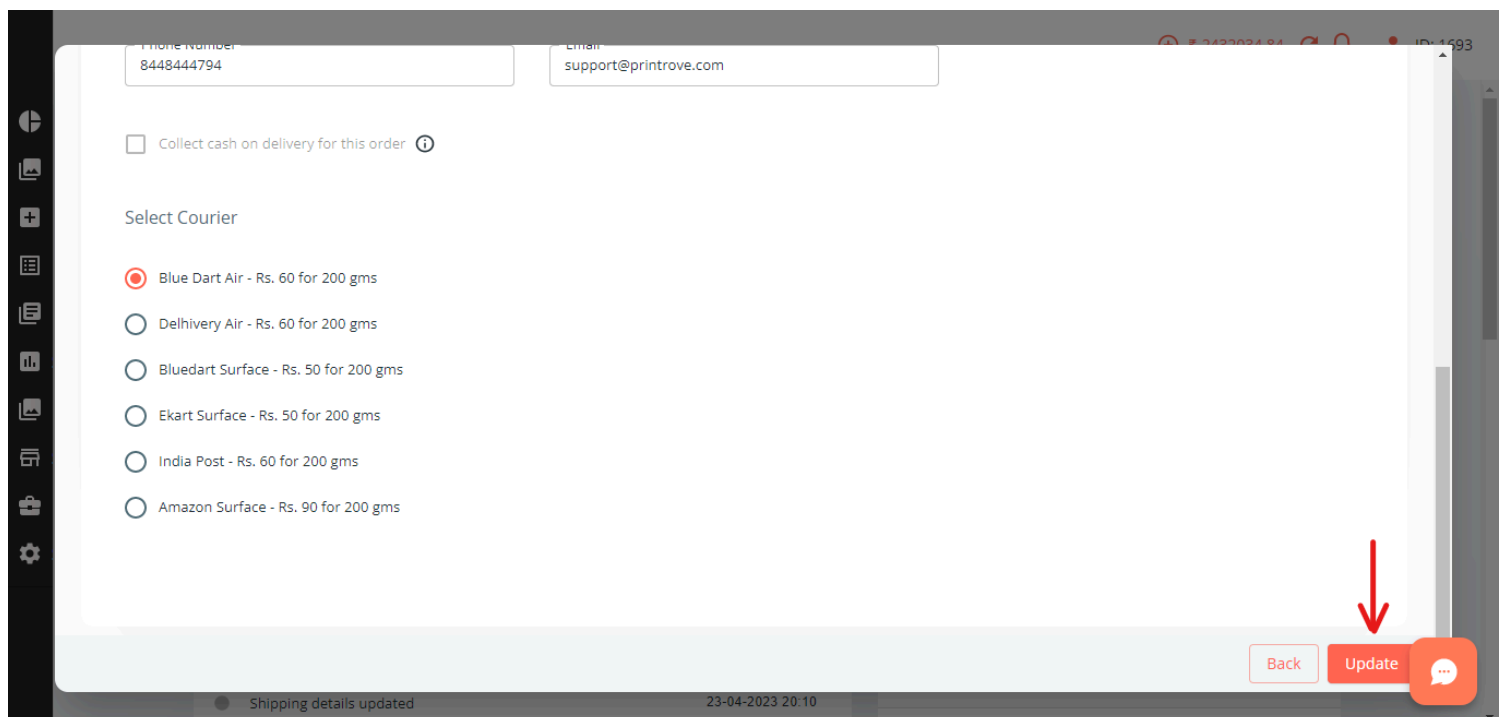 Phone Number
Email
₹ 2432034.84
ID: 1693
8448444794
support@printrove.com
Collect cash on delivery for this order
Select Courier
Blue Dart Air - Rs. 60 for 200 gms
Delhivery Air - Rs. 60 for 200 gms
Bluedart Surface - Rs. 50 for 200 gms
Ekart Surface - Rs. 50 for 200 gms
India Post - Rs. 60 for 200 gms
Amazon Surface - Rs. 90 for 200 gms
Back
Update
Shipping details updated
23-04-2023 20:10